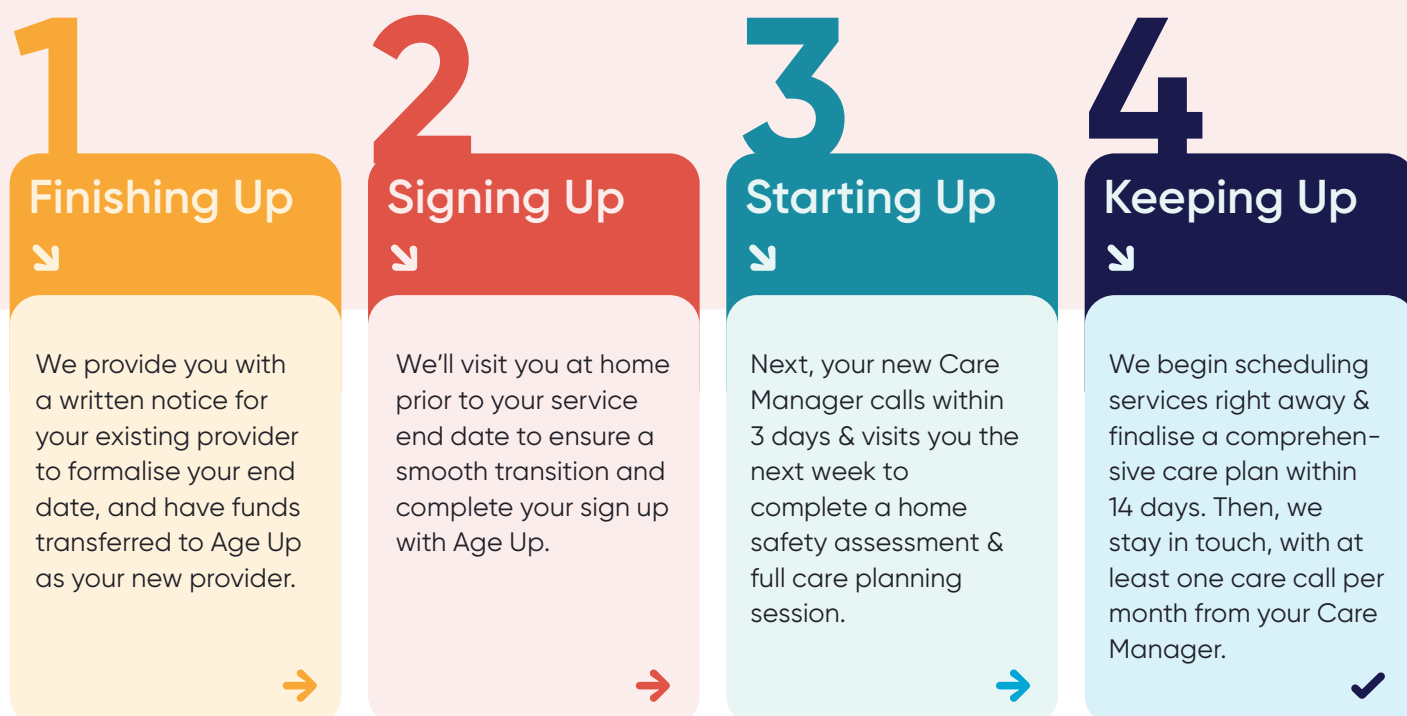 1
Finishing Up
We provide you with
a written notice for
your existing provider
to formalise your end
date, and have funds
transferred to Age Up
as your new provider.
2
Signing Up
We'll visit you at home
prior to your service
end date to ensure a
smooth transition and
complete your sign up
with Age Up.
3
Starting Up
Next, your new Care
Manager calls within
3 days & visits you the
next week to
complete a home
safety assessment &
full care planning
session.
4
Keeping Up
We begin scheduling
services right away &
finalise a comprehen-
sive care plan within
14 days. Then, we
stay in touch, with at
least one care call per
month from your Care
Manager.